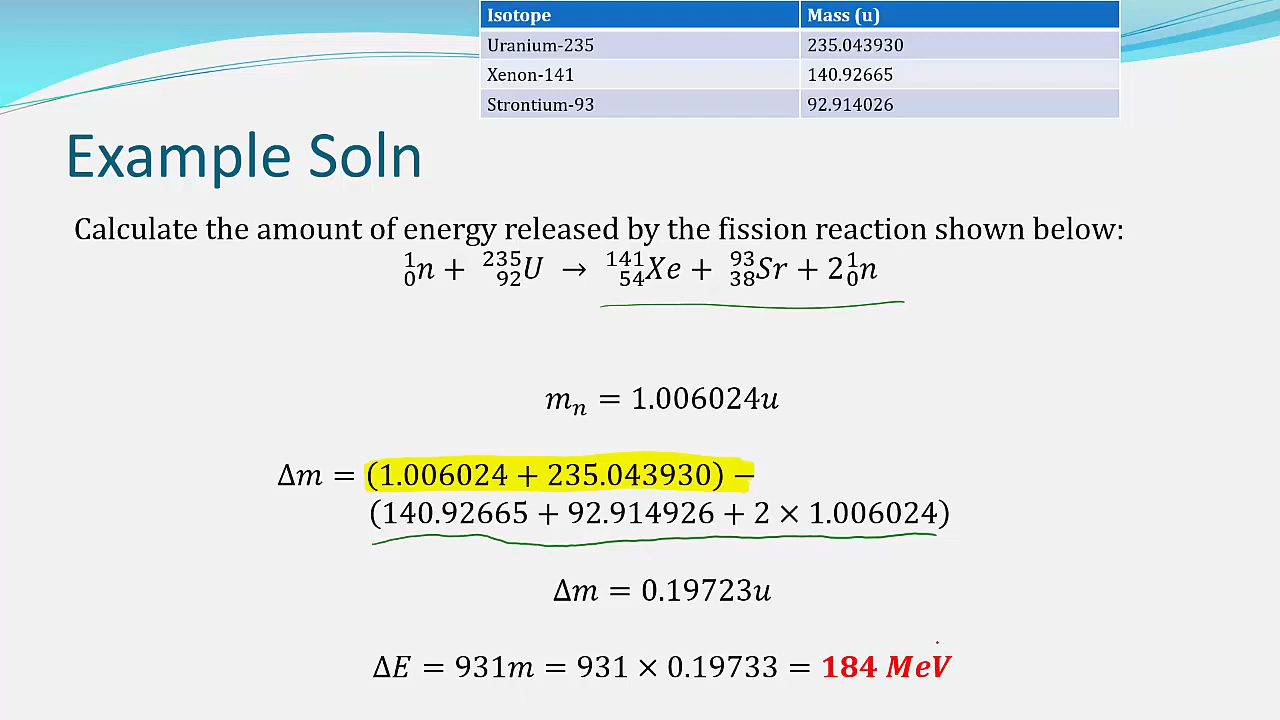 Isotope Mass (u)
Uranium-235 235.043930
Xenon-141 140.92665
Strontium-93 92.914026
Example Soln
Calculate the amount of energy released by the fission reaction shown below:
¹₀n + ²³⁵₉₂U → ¹⁴¹₅₄Xe + ⁹³₃₈Sr + 2¹₀n
mₙ = 1.006024u
Δm = (1.006024 + 235.043930) −
(140.92665 + 92.914926 + 2 × 1.006024)
Δm = 0.19723u
ΔE = 931m = 931 × 0.19733 = 184 MeV